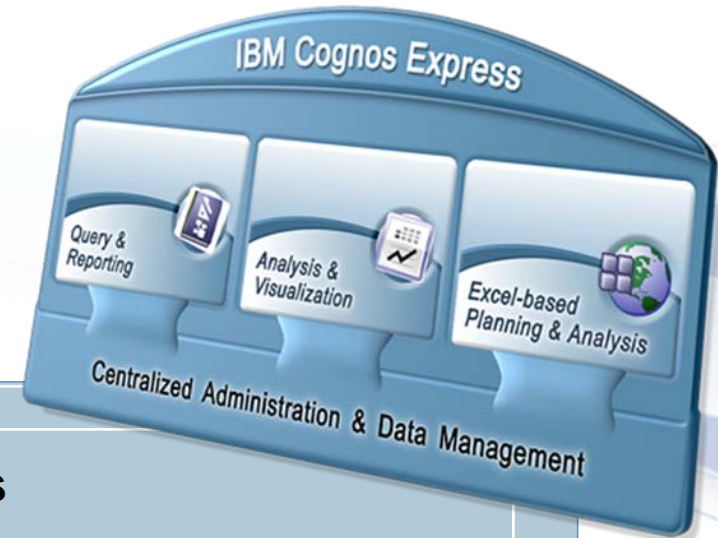 IBM Cognos Express
Query &
Reporting
Analysis &
Visualization
Excel-based
Planning & Analysis
Centralized Administration & Data Management
s